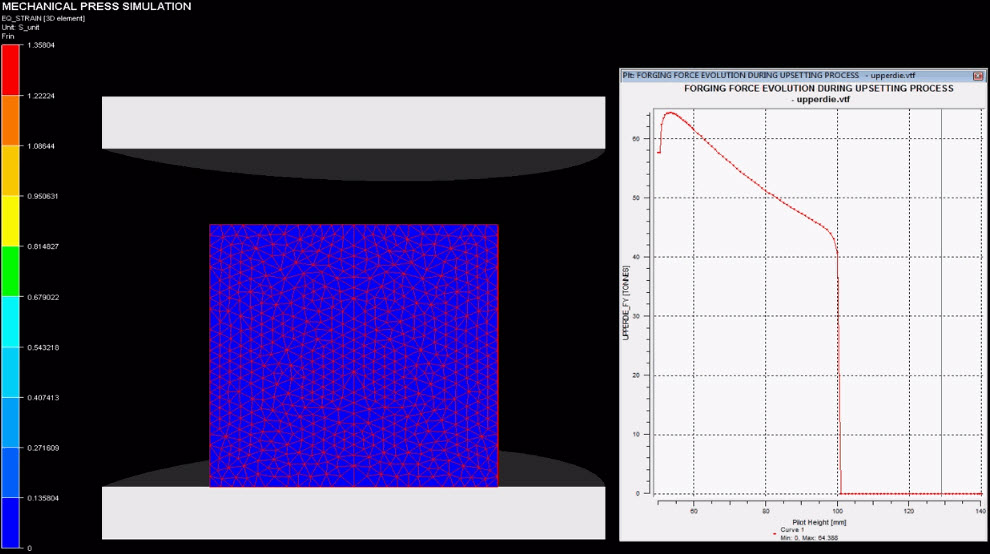 MECHANICAL PRESS SIMULATION
EQ_STRAIN [3D element]
Unit: S_unit
Frin
1.35804
1.22224
1.08644
0.950631
0.814827
0.679022
0.543218
0.407413
0.271609
0.135804
0
Plt: FORGING FORCE EVOLUTION DURING UPSETTING PROCESS - upperdie.vtf
FORGING FORCE EVOLUTION DURING UPSETTING PROCESS
- upperdie.vtf
UPPERDIE_FY [TONNES]
60
50
40
30
20
10
0
60
80
100
120
140
Pilot Height [mm]
Curve 1
Min: 0, Max: 64.388